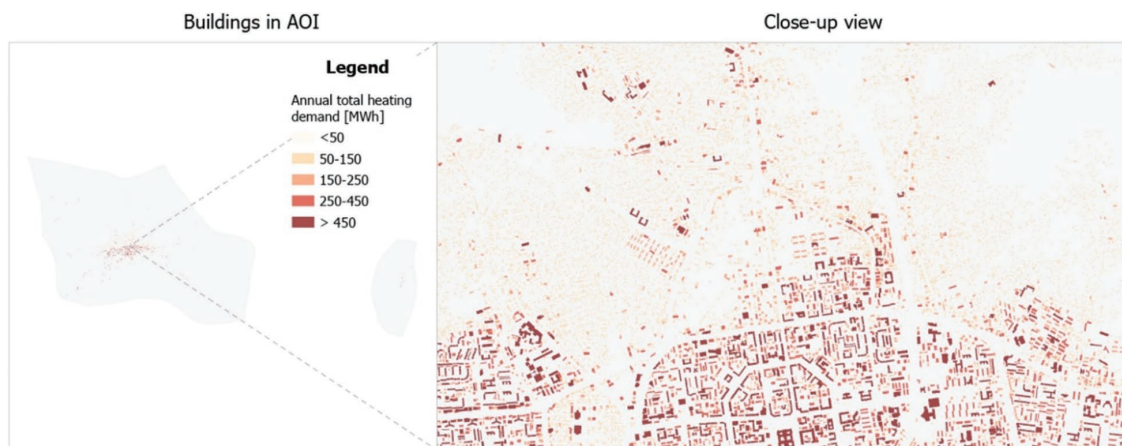 Buildings in AOI
Close-up view
Legend
Annual total heating
demand [MWh]
<50
50-150
150-250
250-450
> 450